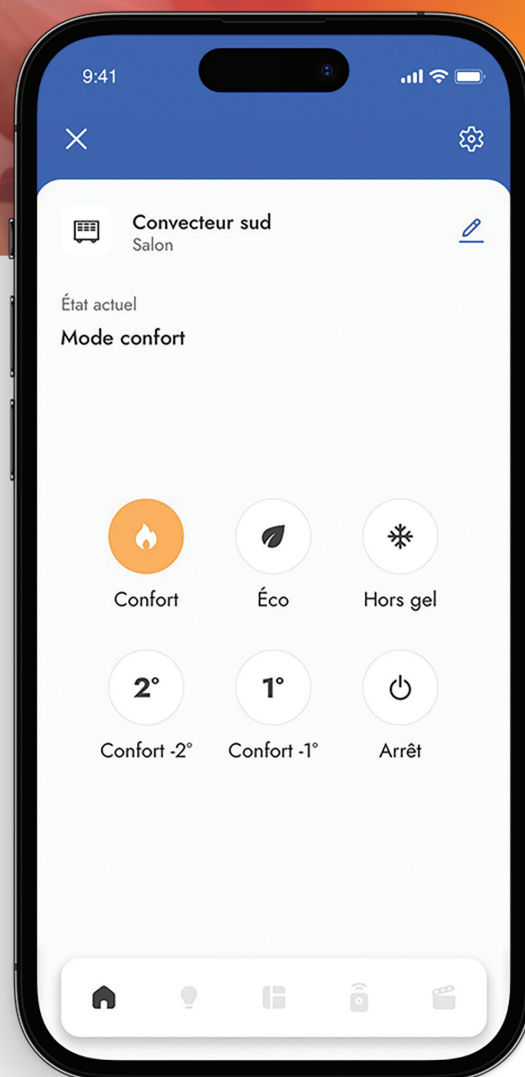 9:41
Convecteur sud
Salon
État actuel
Mode confort
Confort Éco Hors gel
2° 1°
Confort -2° Confort -1° Arrêt